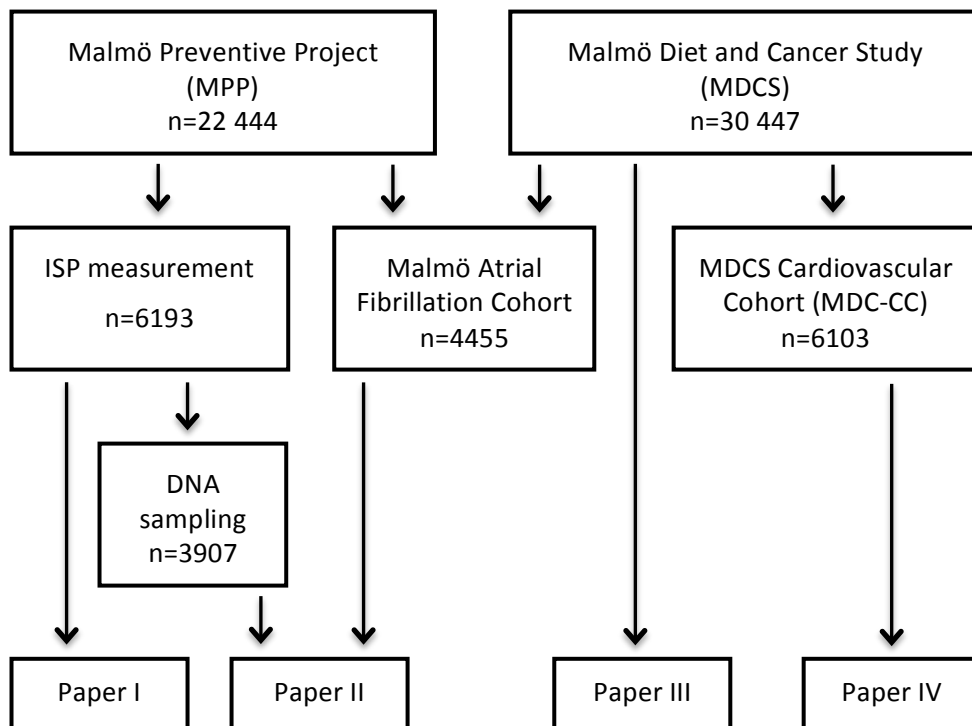 Malmö Preventive Project
(MPP)
n=22 444
Malmö Diet and Cancer Study
(MDCS)
n=30 447
ISP measurement
n=6193
Malmö Atrial
Fibrillation Cohort
n=4455
MDCS Cardiovascular
Cohort (MDC-CC)
n=6103
DNA
sampling
n=3907
Paper I
Paper II
Paper III
Paper IV